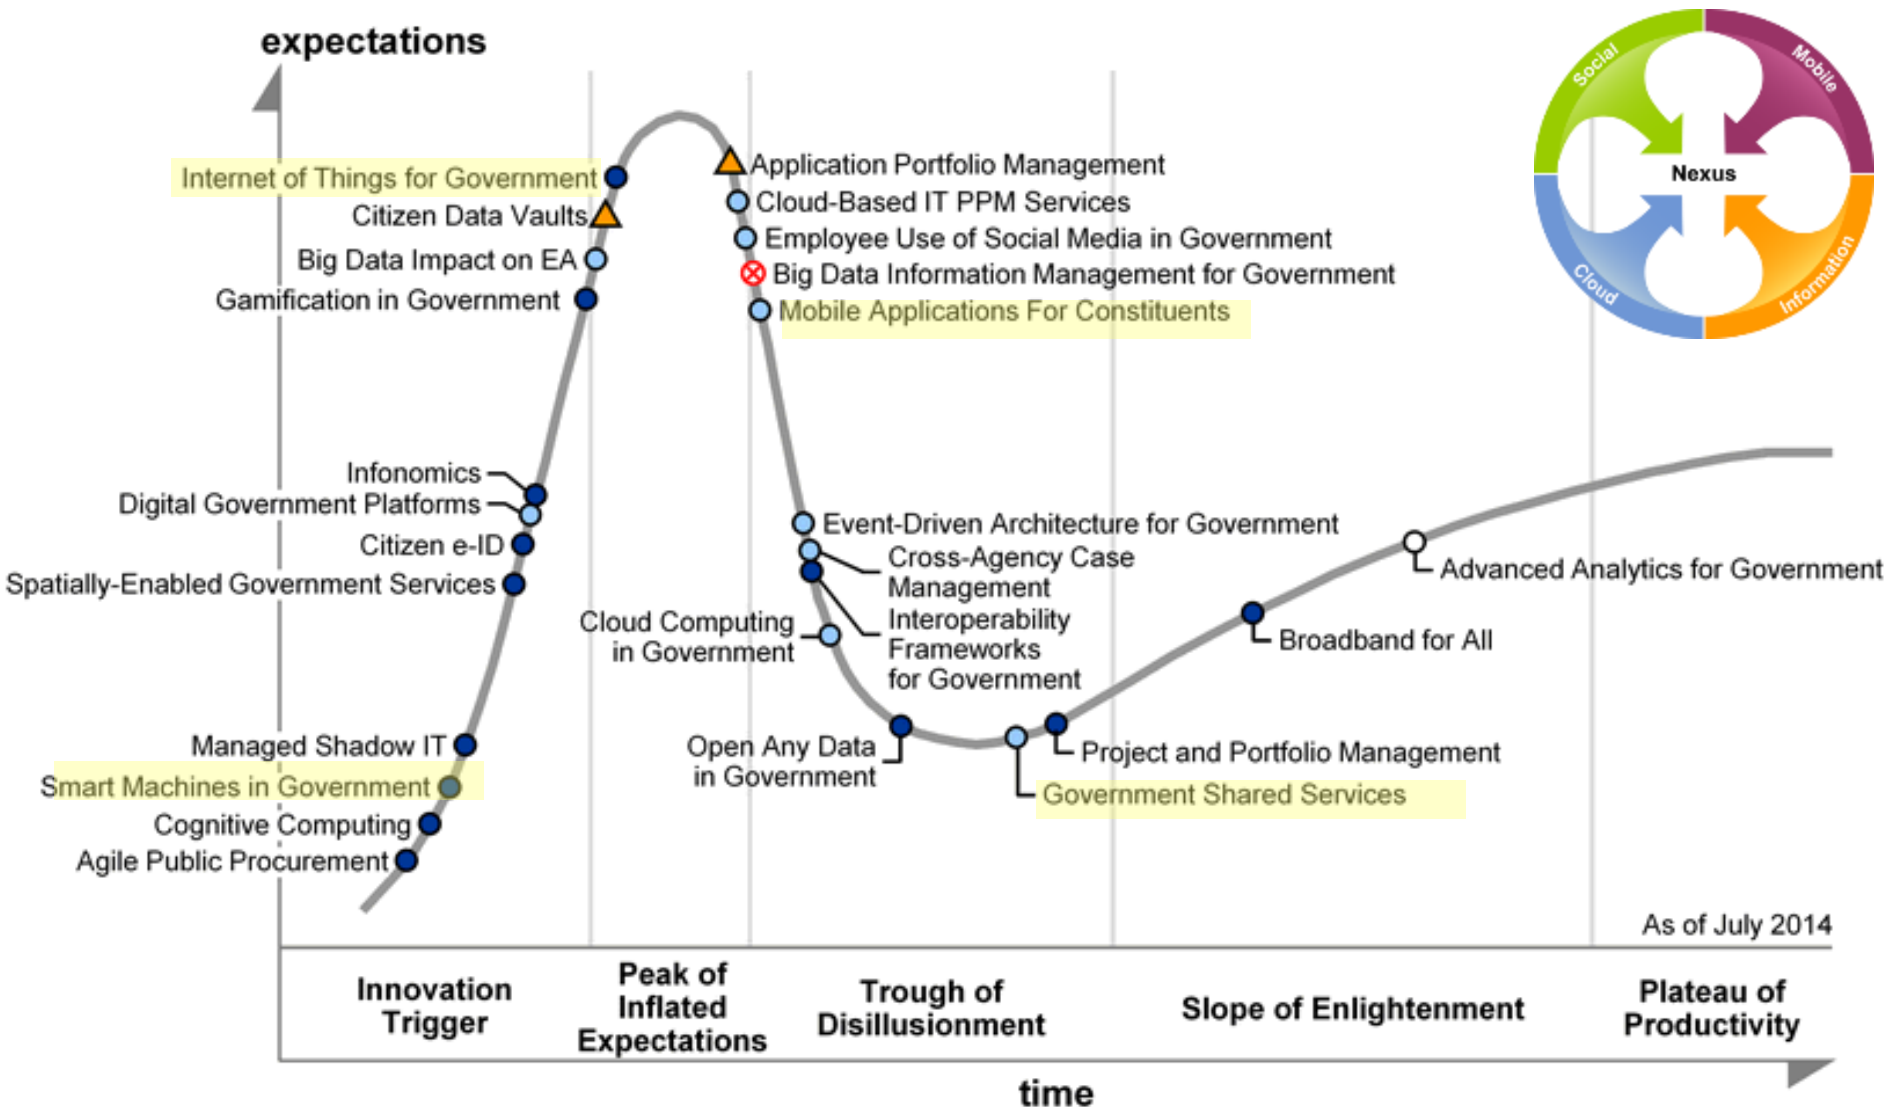 expectations
Social
Mobile
Nexus
Cloud
Information
Internet of Things for Government
Citizen Data Vaults
Big Data Impact on EA
Gamification in Government
Application Portfolio Management
Cloud-Based IT PPM Services
Employee Use of Social Media in Government
Big Data Information Management for Government
Mobile Applications For Constituents
Infonomics
Digital Government Platforms
Citizen e-ID
Spatially-Enabled Government Services
Managed Shadow IT
Smart Machines in Government
Cognitive Computing
Agile Public Procurement
Event-Driven Architecture for Government
Cross-Agency Case
Management
Interoperability
Frameworks
for Government
Cloud Computing
in Government
Open Any Data
in Government
Project and Portfolio Management
Government Shared Services
Advanced Analytics for Government
Broadband for All
As of July 2014
Innovation
Trigger
Peak of
Inflated
Expectations
Trough of
Disillusionment
Slope of Enlightenment
Plateau of
Productivity
time